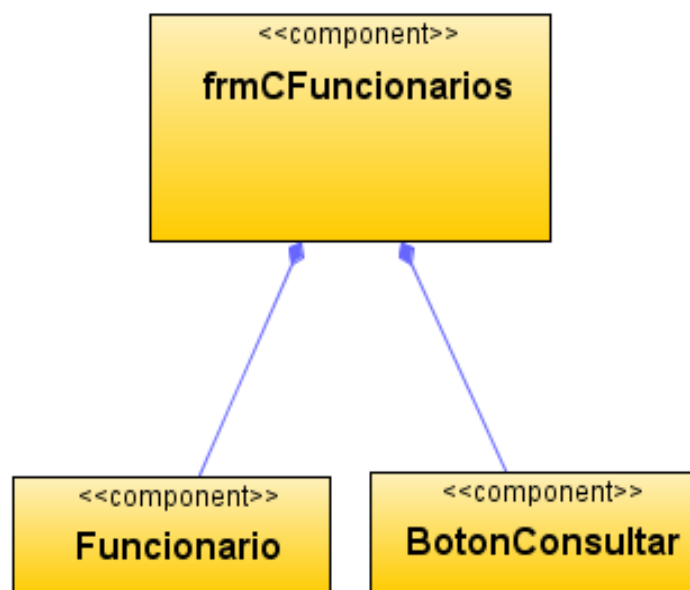 <<component>>
frmCFuncionarios
<<component>>
Funcionario
<<component>>
BotonConsultar